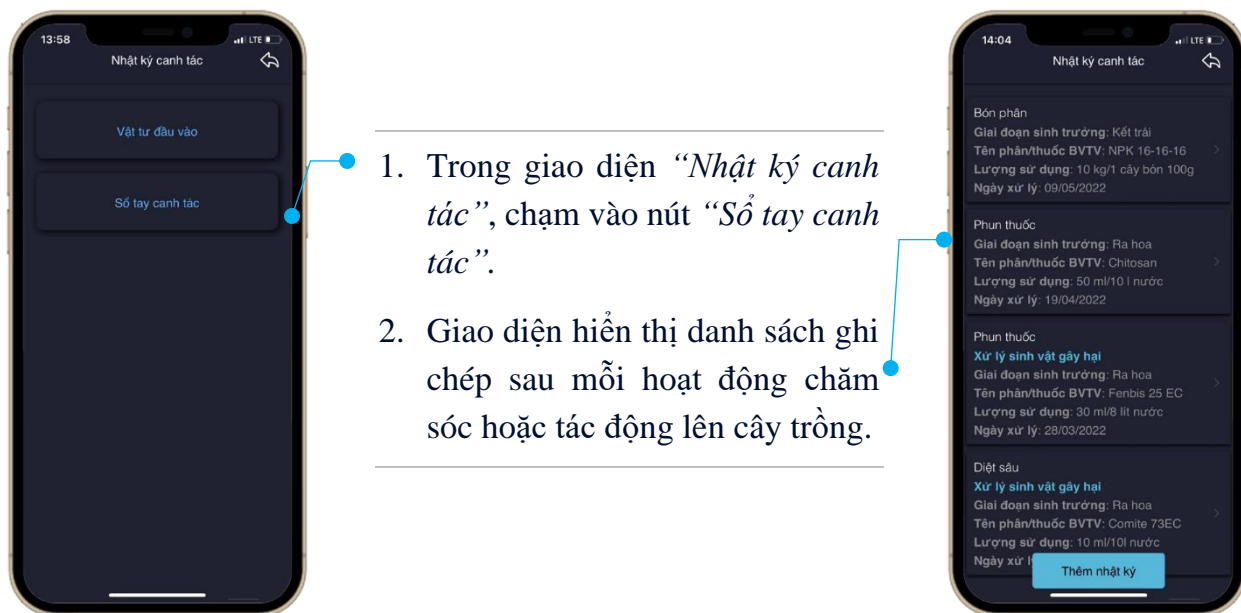 13:58
LTE
Nhật ký canh tác
Vật tư đầu vào
Sổ tay canh tác
1. Trong giao diện “Nhật ký canh
tác”, chạm vào nút “Sổ tay canh
tác”.
2. Giao diện hiển thị danh sách ghi
chép sau mỗi hoạt động chăm
sóc hoặc tác động lên cây trồng.
14:04
LTE
Nhật ký canh tác
Bón phân
Giai đoạn sinh trưởng: Kết trái
Tên phân/thuốc BVTV: NPK 16-16-16
Lượng sử dụng: 10 kg/1 cây bón 100g
Ngày xử lý: 09/05/2022
Phun thuốc
Giai đoạn sinh trưởng: Ra hoa
Tên phân/thuốc BVTV: Chitosan
Lượng sử dụng: 50 ml/10 l nước
Ngày xử lý: 19/04/2022
Phun thuốc
Xử lý sinh vật gây hại
Giai đoạn sinh trưởng: Ra hoa
Tên phân/thuốc BVTV: Fenbis 25 EC
Lượng sử dụng: 30 ml/8 lít nước
Ngày xử lý: 28/03/2022
Diệt sâu
Xử lý sinh vật gây hại
Giai đoạn sinh trưởng: Ra hoa
Tên phân/thuốc BVTV: Comite 73EC
Lượng sử dụng: 10 ml/10l nước
Ngày xử
Thêm nhật ký